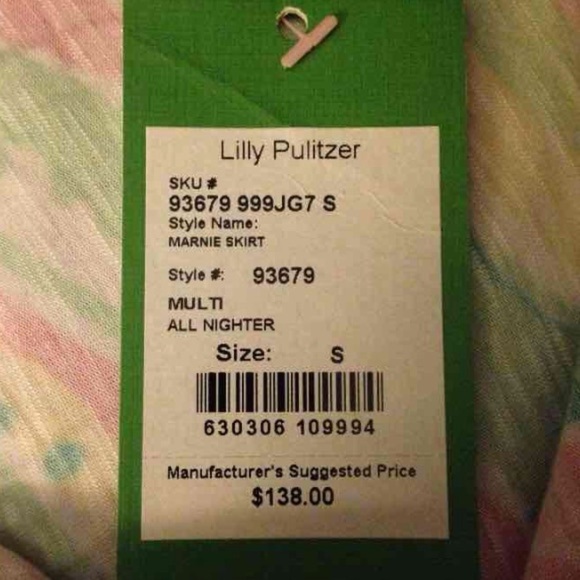 Lilly Pulitzer
SKU #
93679 999JG7 S
Style Name:
MARNIE SKIRT
Style #: 93679
MULTI
ALL NIGHTER
Size: S
630306 109994
Manufacturer's Suggested Price
$138.00